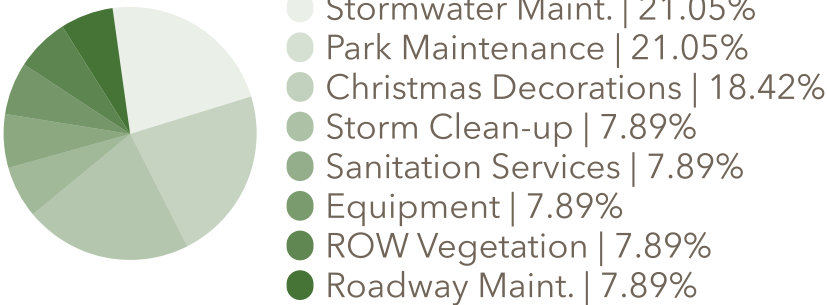 Stormwater Maint. | 21.05%
Park Maintenance | 21.05%
Christmas Decorations | 18.42%
Storm Clean-up | 7.89%
Sanitation Services | 7.89%
Equipment | 7.89%
ROW Vegetation | 7.89%
Roadway Maint. | 7.89%